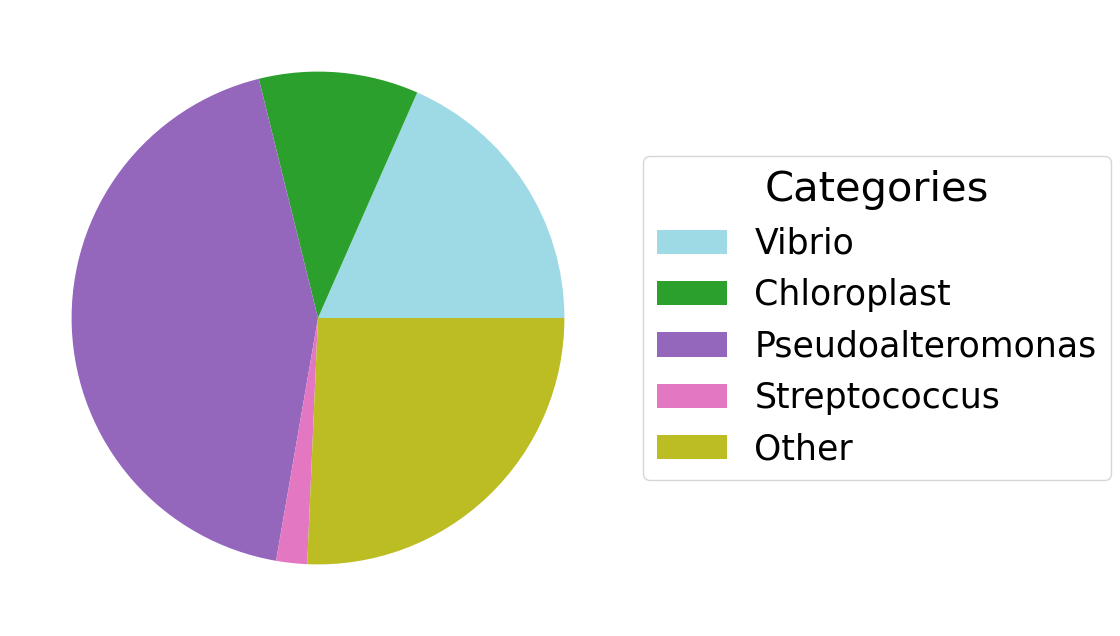 Categories
Vibrio
Chloroplast
Pseudoalteromonas
Streptococcus
Other